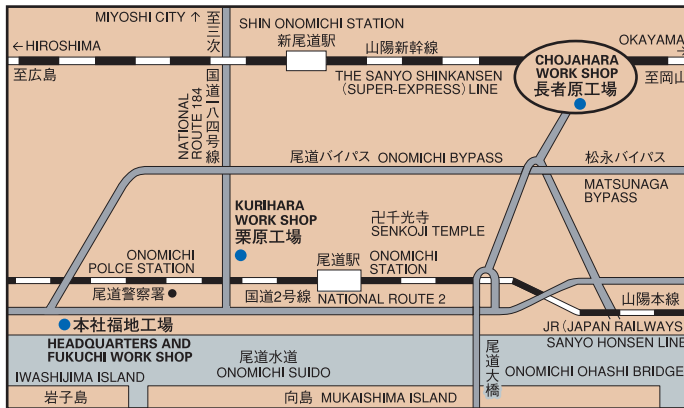 MIYOSHI CITY ↑
至三次
SHIN ONOMICHI STATION
新尾道駅
山陽新幹線
← HIROSHIMA
至広島
OKAYAMA
至岡山
CHOJAHARA
WORK SHOP
長者原工場
THE SANYO SHINKANSEN
(SUPER-EXPRESS) LINE
NATIONAL
ROUTE 184
国道一八四号線
尾道バイパス ONOMICHI BYPASS
松永バイパス
MATSUNAGA
BYPASS
KURIHARA
WORK SHOP
栗原工場
卍千光寺
SENKOJI TEMPLE
ONOMICHI
POLCE STATION
尾道警察署
尾道駅
ONOMICHI
STATION
国道2号線 NATIONAL ROUTE 2
山陽本線
JR (JAPAN RAILWAYS)
SANYO HONSEN LINE
本社福地工場
HEADQUARTERS AND
FUKUCHI WORK SHOP
尾道水道
ONOMICHI SUIDO
尾道大橋
ONOMICHI OHASHI BRIDGE
IWASHIJIMA ISLAND
岩子島
向島 MUKAISHIMA ISLAND